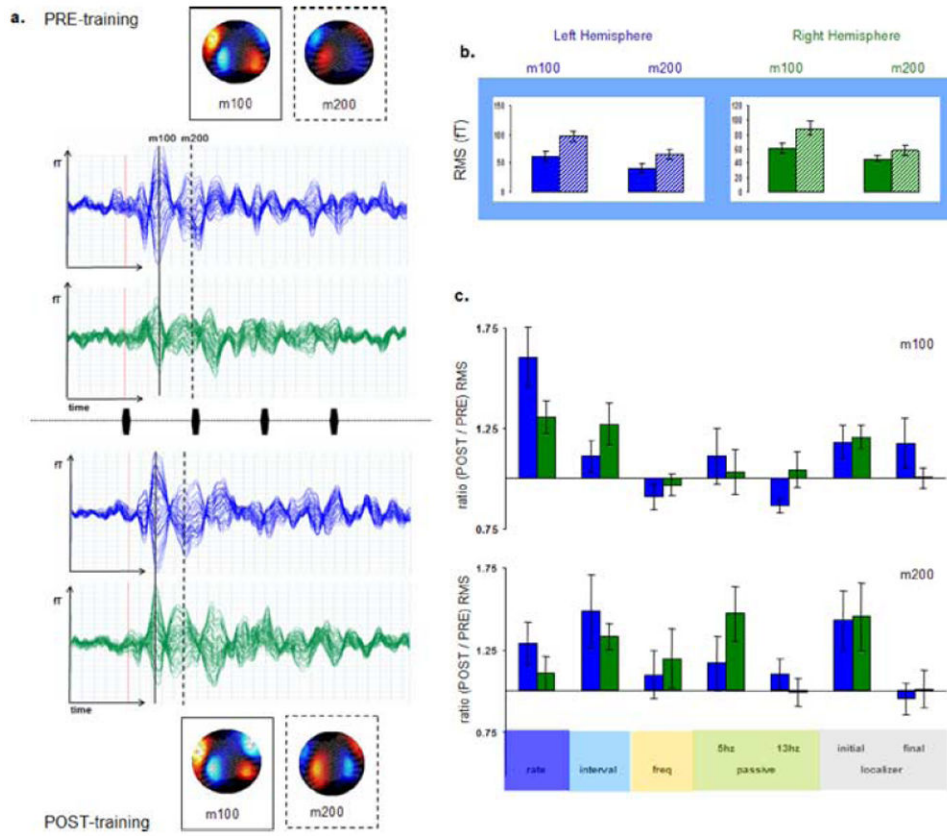 a. PRE-training
m100 m200
m100 m200
fT
fT
time
fT
fT
time
m100 m200
POST-training
b.
Left Hemisphere Right Hemisphere
m100 m200 m100 m200
RMS (fT)
150
100
50
0
120
100
80
60
40
20
0
c.
m100
ratio (POST / PRE) RMS
1.75
1.25
0.75
m200
ratio (POST / PRE) RMS
1.75
1.25
0.75
5hz 13hz initial final
rate interval freq passive localizer